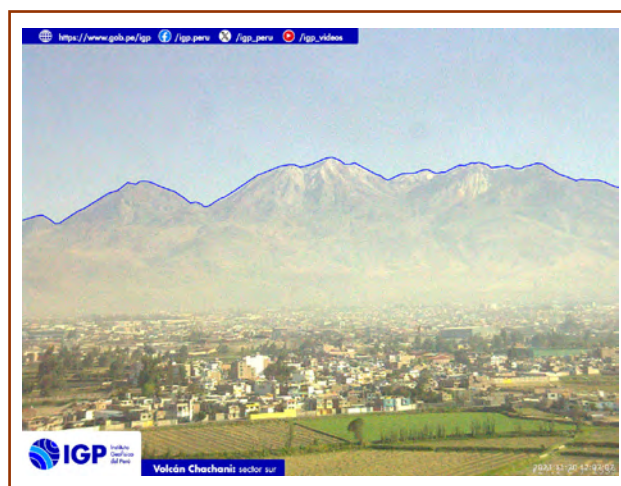 https://www.gob.pe/igp /igp.peru /igp_peru /igp_videos
IGP
Instituto
Geofísico
del Perú
Volcán Chachani: sector sur